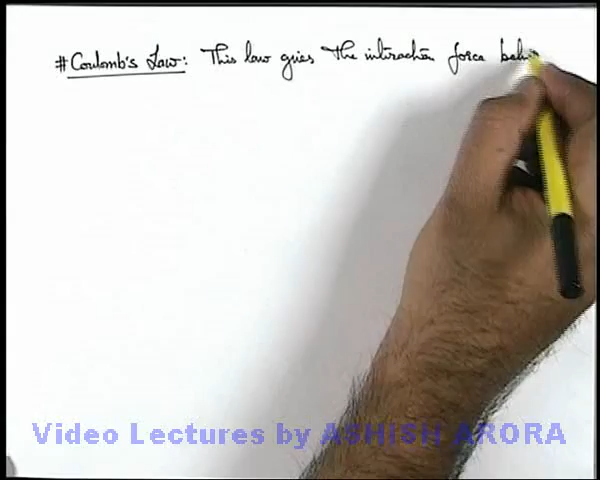 # Coulomb's Law: This law gives the interaction force
Video Lectures by ASHISH ARORA